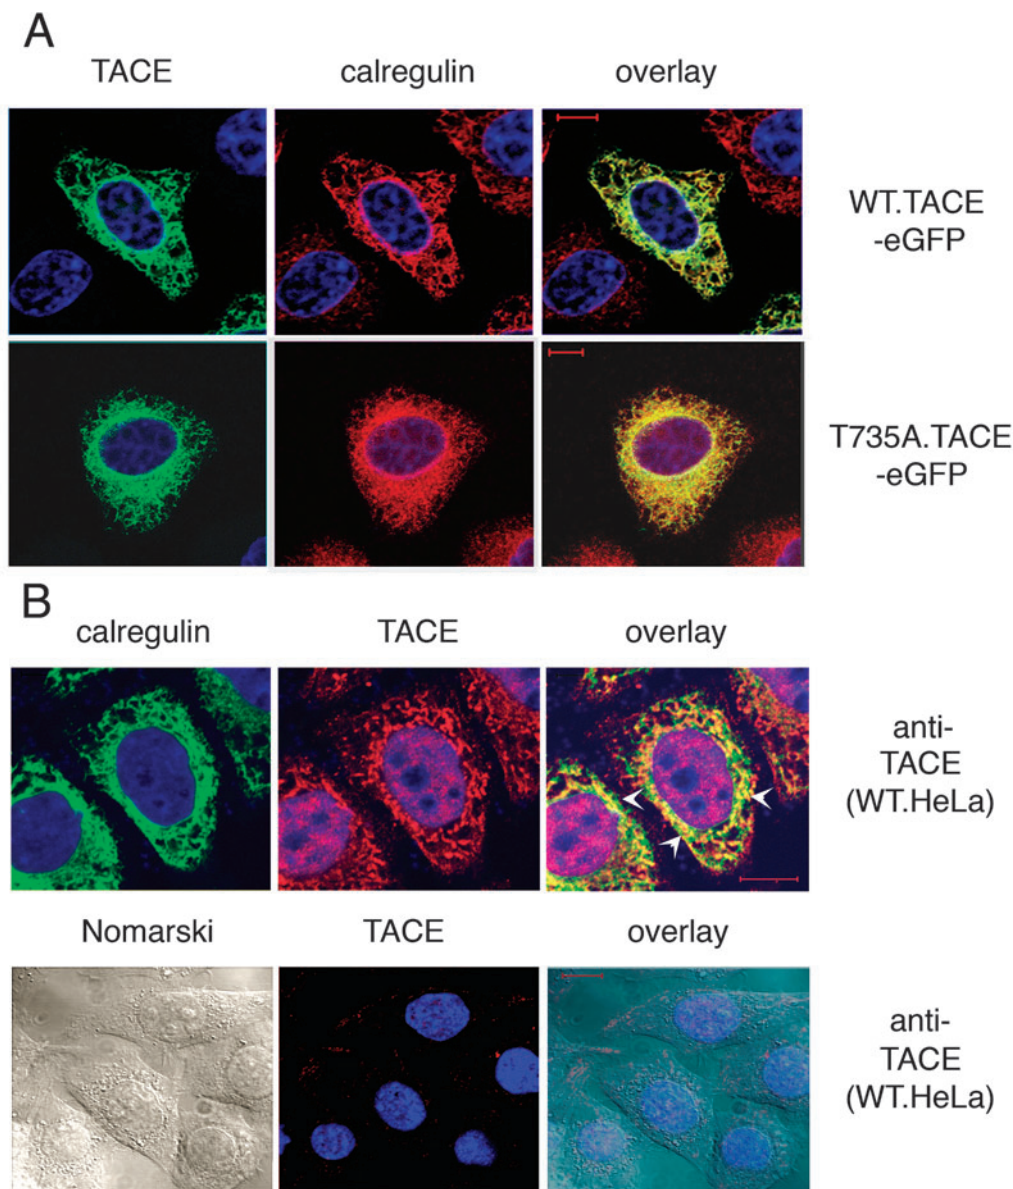 A
TACE
calregulin
overlay
WT.TACE
-eGFP
T735A.TACE
-eGFP
B
calregulin
TACE
overlay
anti-
TACE
(WT.HeLa)
Nomarski
TACE
overlay
anti-
TACE
(WT.HeLa)